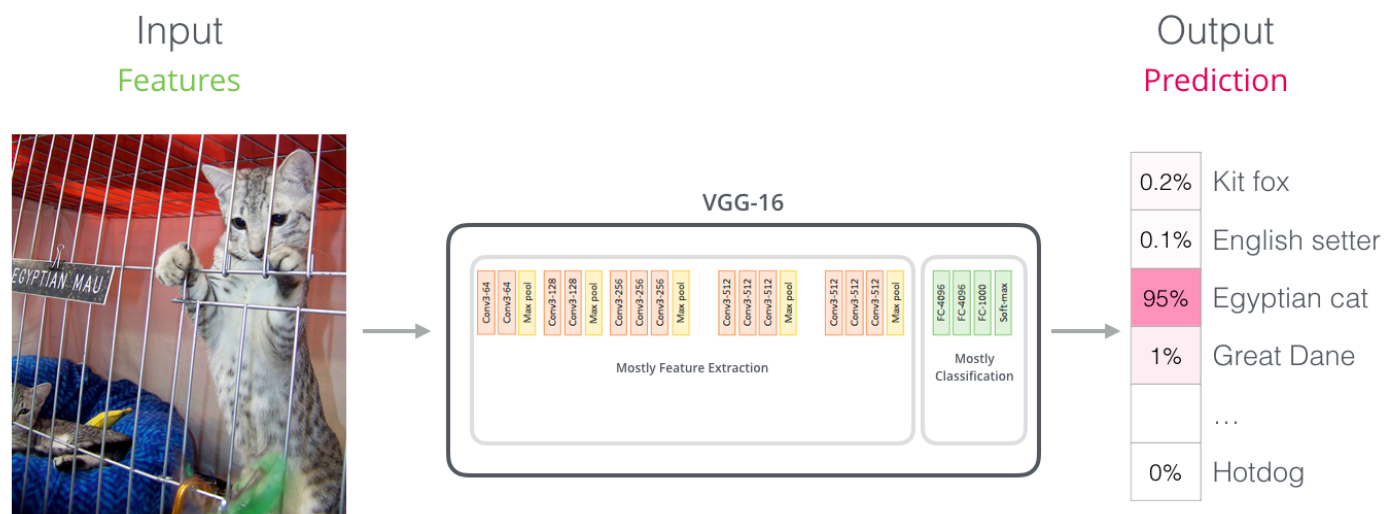 Input
Features
Output
Prediction
EGYPTIAN MAU
VGG-16
Conv3-64
Conv3-64
Max pool
Conv3-128
Conv3-128
Max pool
Conv3-256
Conv3-256
Conv3-256
Max pool
Conv3-512
Conv3-512
Conv3-512
Max pool
Conv3-512
Conv3-512
Conv3-512
Max pool
Mostly Feature Extraction
FC-4096
FC-4096
FC-1000
Soft-max
Mostly
Classification
0.2% Kit fox
0.1% English setter
95% Egyptian cat
1% Great Dane
...
0% Hotdog